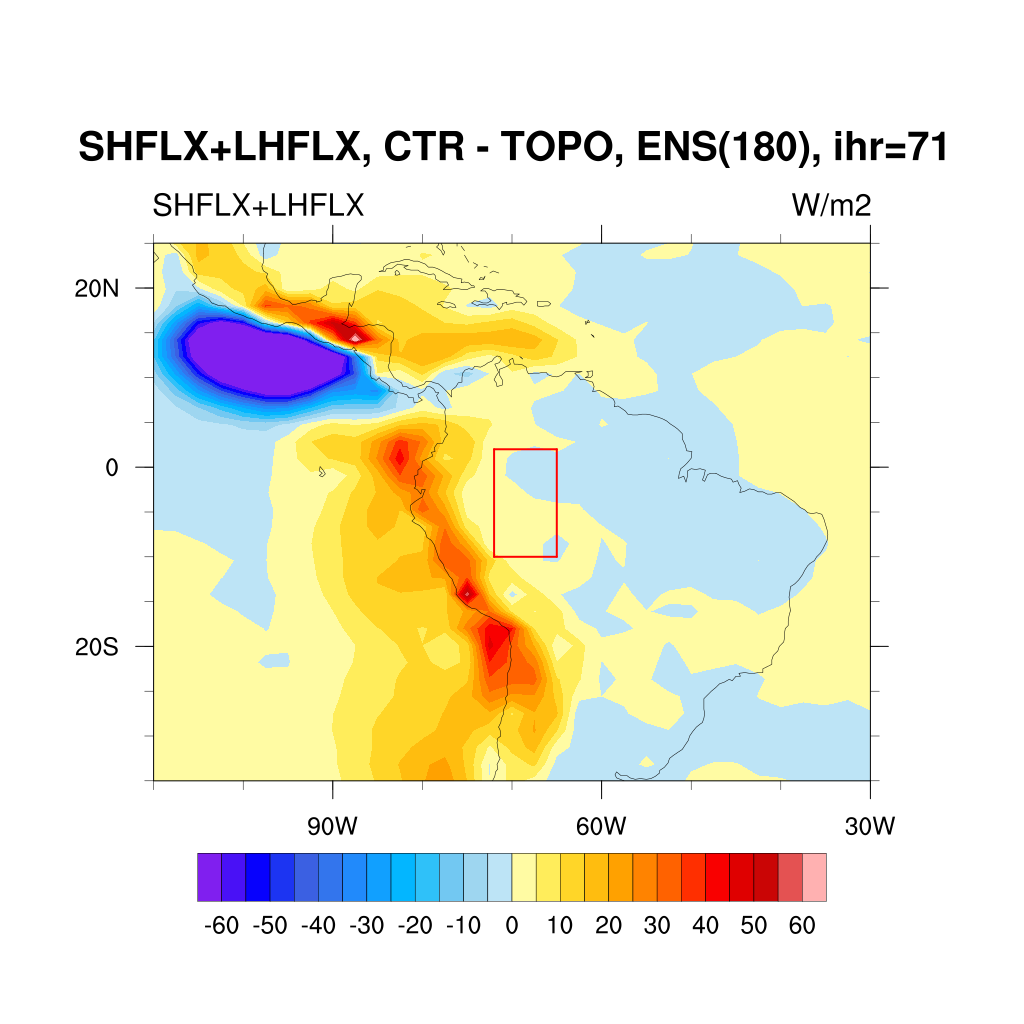 SHFLX+LHFLX, CTR - TOPO, ENS(180), ihr=71
SHFLX+LHFLX W/m2
20N
0
20S
90W 60W 30W
-60 -50 -40 -30 -20 -10 0 10 20 30 40 50 60